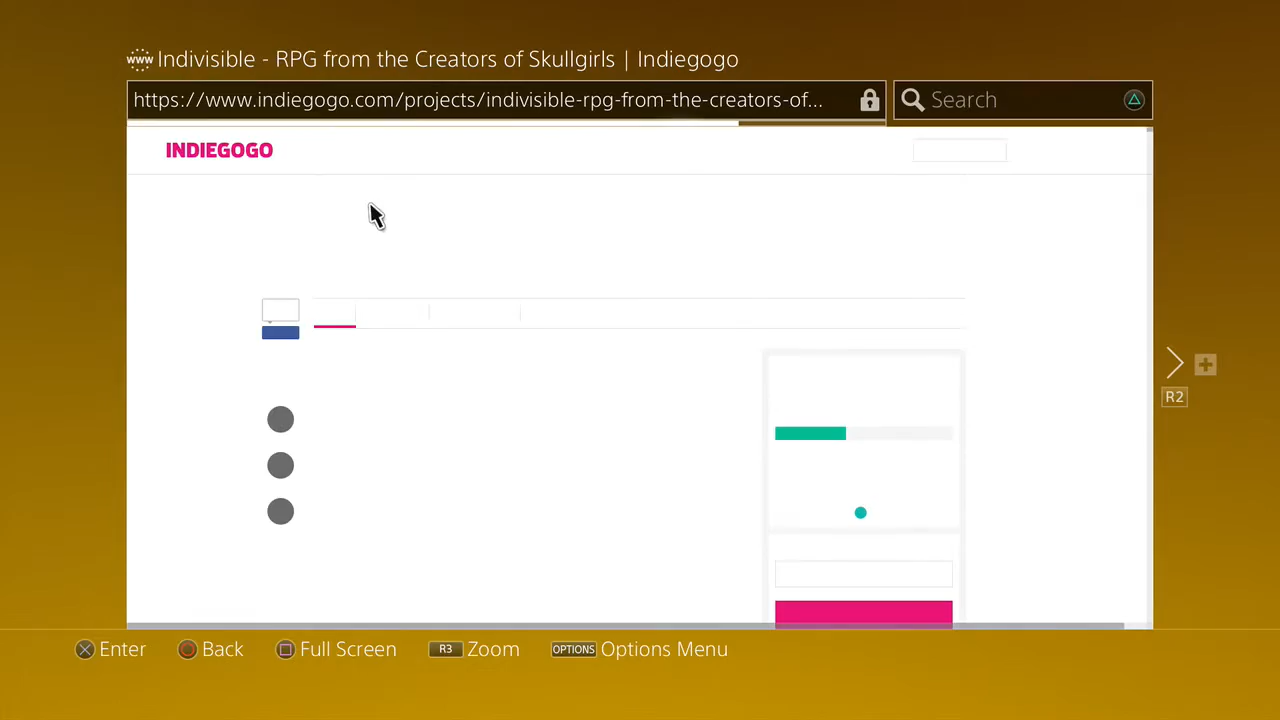 www Indivisible - RPG from the Creators of Skullgirls | Indiegogo
https://www.indiegogo.com/projects/indivisible-rpg-from-the-creators-of...
Search
INDIEGOGO
R2
Enter
Back
Full Screen
R3 Zoom
OPTIONS Options Menu